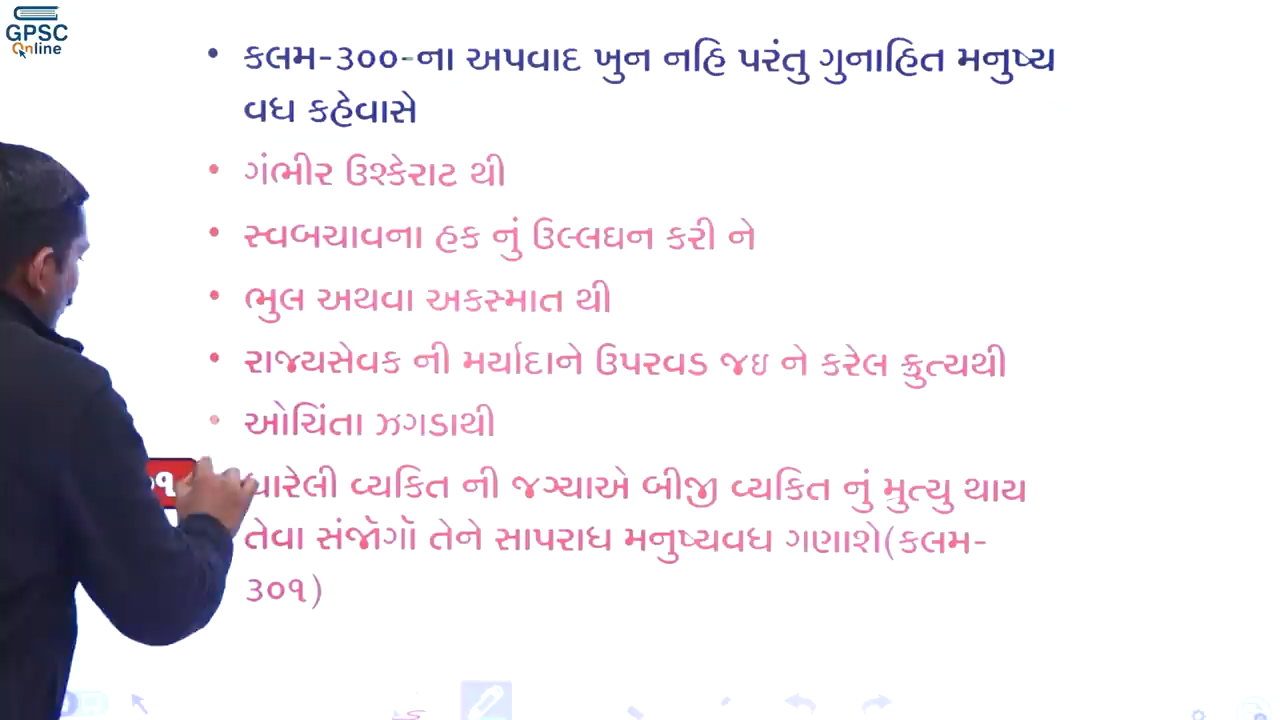 GPSC
Online
કલમ-૩૦૦-ના અપવાદ ખુન નહિ પરંતુ ગુનાહિત મનુષ્ય
વધ કહેવાસે
ગંભીર ઉશ્કેરાટ થી
સ્વબચાવના હક નું ઉલ્લઘન કરી ને
ભુલ અથવા અકસ્માત થી
રાજ્યસેવક ની મર્યાદાને ઉપરવડ જઇ ને કરેલ ક્રુત્યથી
ઓચિંતા ઝગડાથી
ધારેલી વ્યકિત ની જગ્યાએ બીજી વ્યકિત નું મ્રુત્યુ થાય
તેવા સંજૉગૉ તેને સાપરાધ મનુષ્યવધ ગણાશે(કલમ-
૩૦૧)